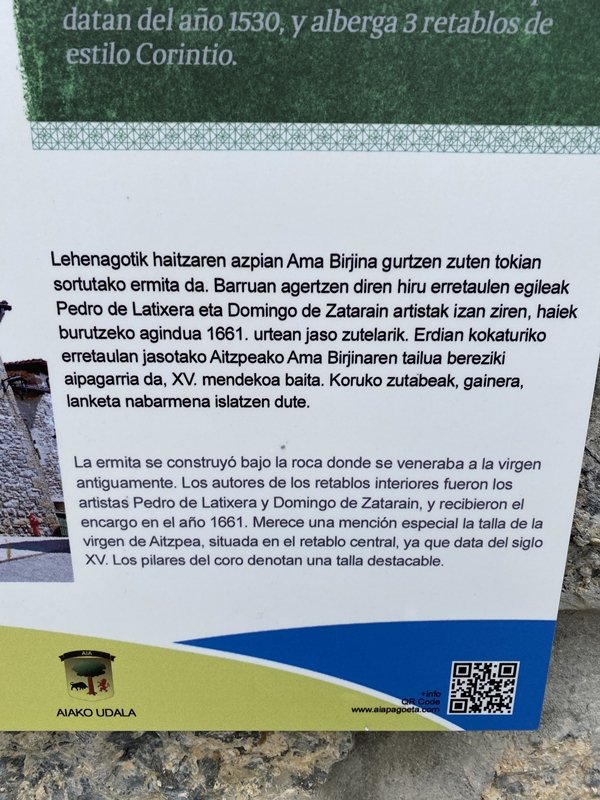 datan del año 1530, y alberga 3 retablos de
estilo Corintio.
Lehenagotik haitzaren azpian Ama Birjina gurtzen zuten tokian
sortutako ermita da. Barruan agertzen diren hiru erretaulen egileak
Pedro de Latixera eta Domingo de Zatarain artistak izan ziren, haiek
burutzeko agindua 1661. urtean jaso zutelarik. Erdian kokaturiko
erretaulan jasotako Aitzpeako Ama Birjinaren tailua bereziki
aipagarria da, XV. mendekoa baita. Koruko zutabeak, gainera,
lanketa nabarmena islatzen dute.
La ermita se construyó bajo la roca donde se veneraba a la virgen
antiguamente. Los autores de los retablos interiores fueron los
artistas Pedro de Latixera y Domingo de Zatarain, y recibieron el
encargo en el año 1661. Merece una mención especial la talla de la
virgen de Aitzpea, situada en el retablo central, ya que data del siglo
XV. Los pilares del coro denotan una talla destacable.
AIA
AIAKO UDALA
+info
QR Code
www.aiapagoeta.com